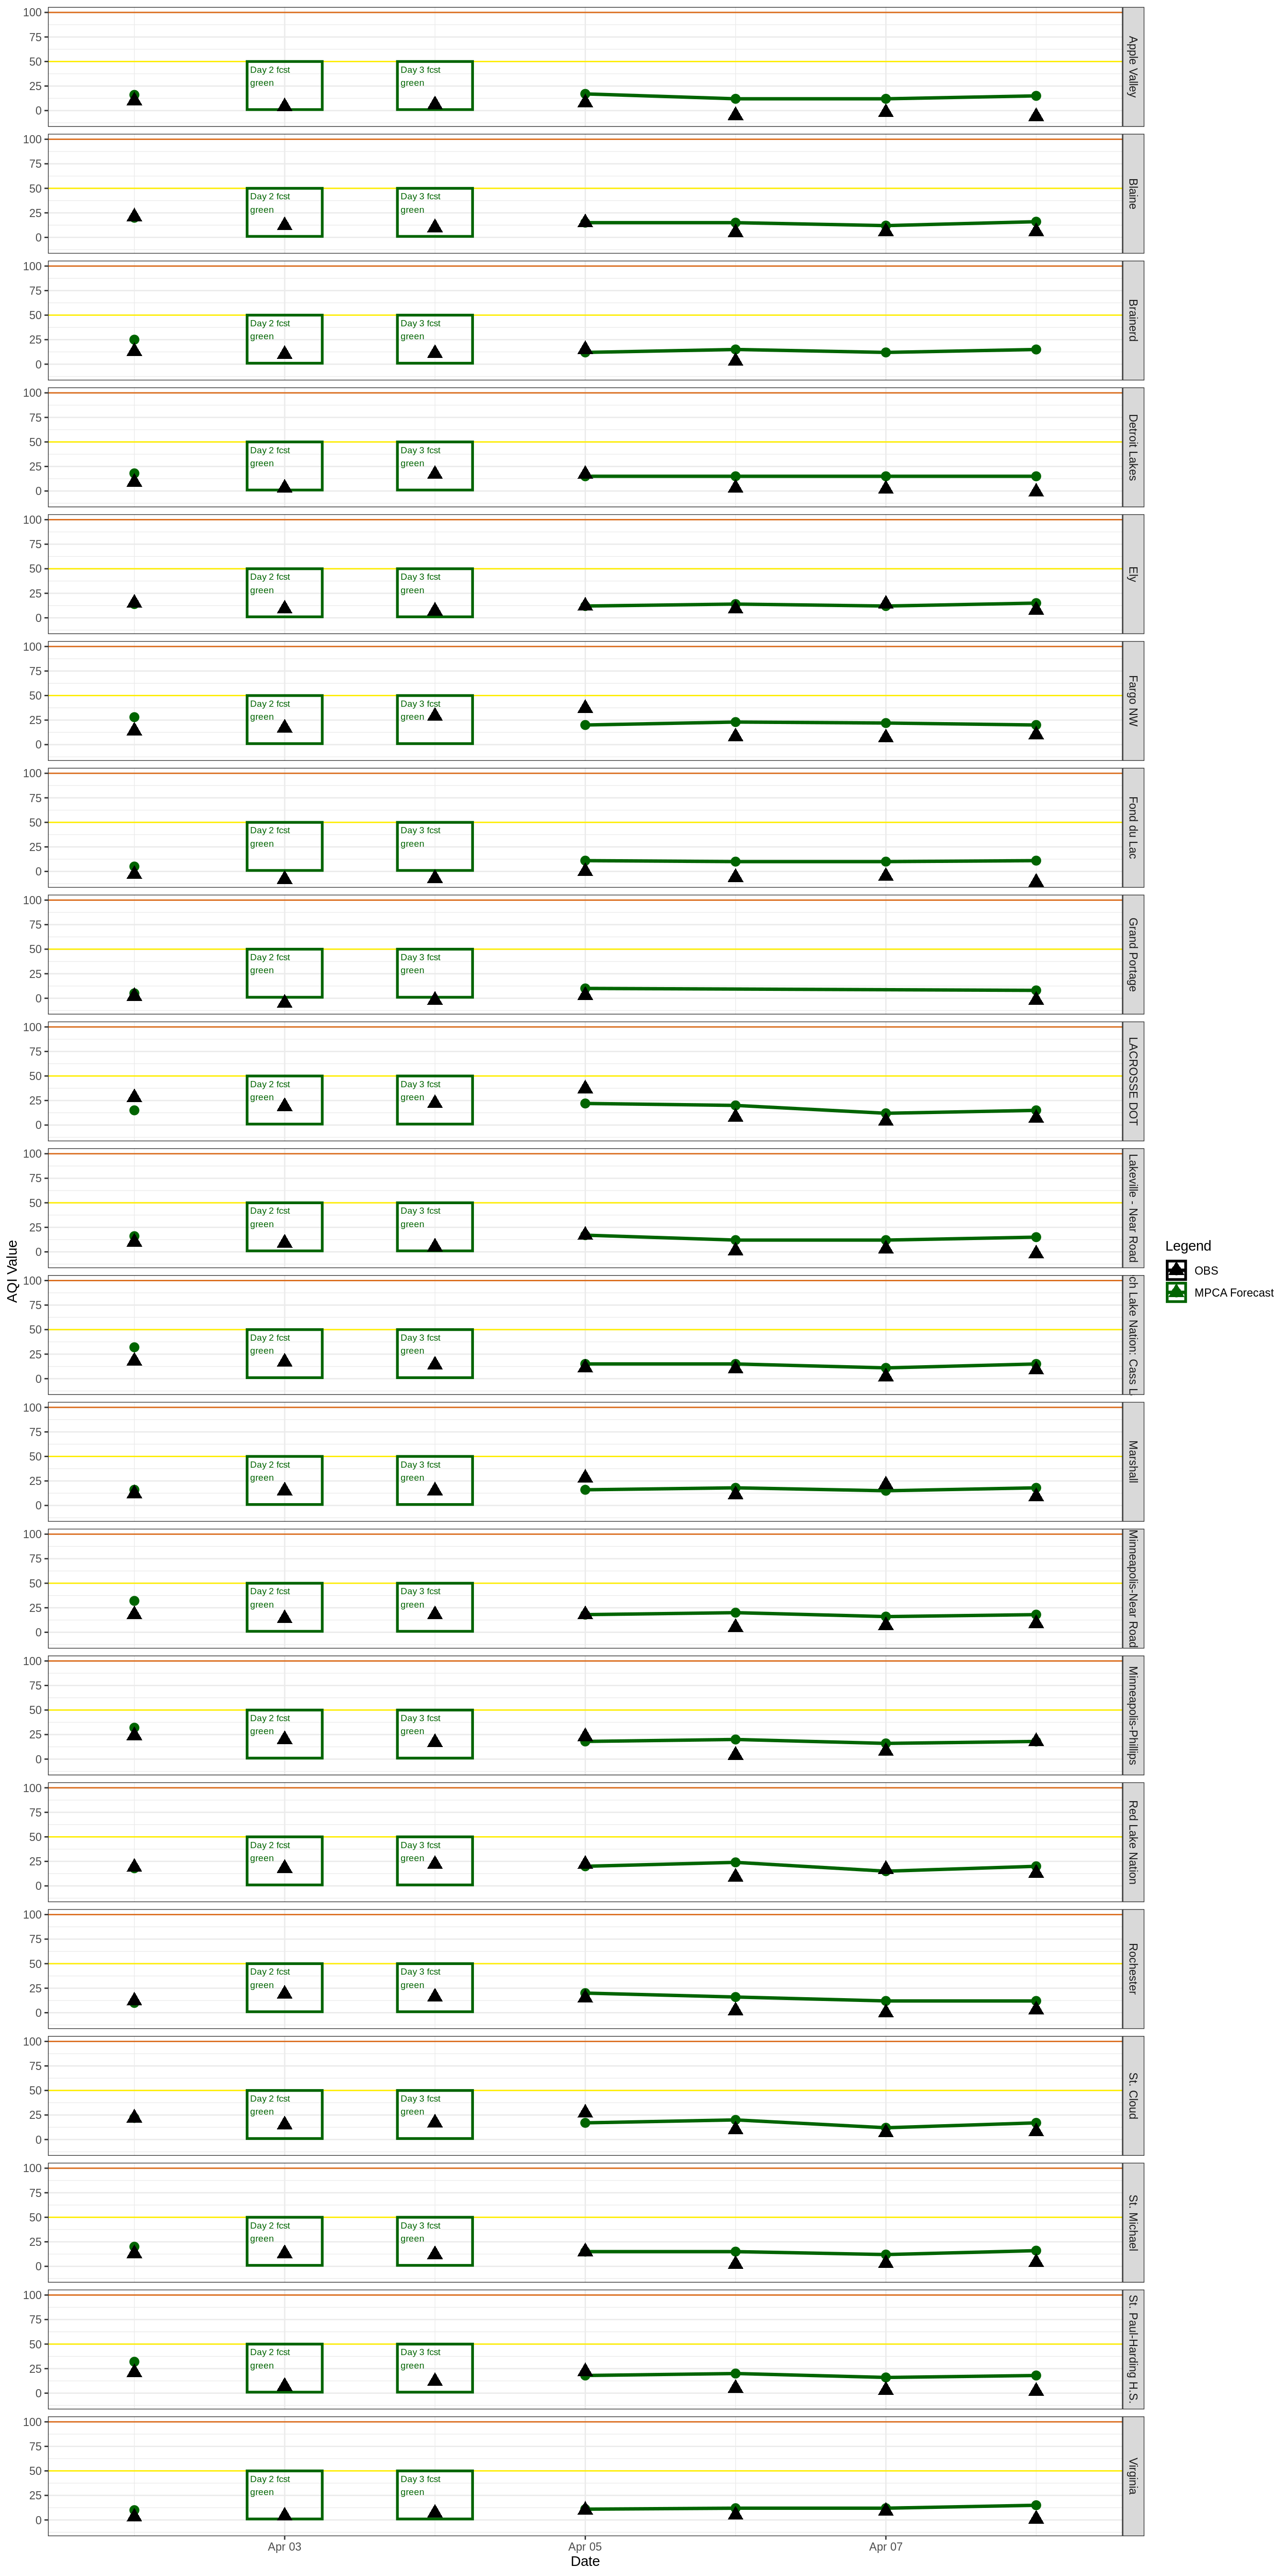 100
75
50
25
0
Day 2 fcst
green
Day 3 fcst
green
Apple Valley
100
75
50
25
0
Day 2 fcst
green
Day 3 fcst
green
Blaine
100
75
50
25
0
Day 2 fcst
green
Day 3 fcst
green
Brainerd
100
75
50
25
0
Day 2 fcst
green
Day 3 fcst
green
Detroit Lakes
100
75
50
25
0
Day 2 fcst
green
Day 3 fcst
green
Ely
100
75
50
25
0
Day 2 fcst
green
Day 3 fcst
green
Fargo NW
100
75
50
25
0
Day 2 fcst
green
Day 3 fcst
green
Fond du Lac
100
75
50
25
0
Day 2 fcst
green
Day 3 fcst
green
Grand Portage
100
75
50
25
0
Day 2 fcst
green
Day 3 fcst
green
LACROSSE DOT
100
75
50
25
0
Day 2 fcst
green
Day 3 fcst
green
Lakeville - Near Road
100
75
50
25
0
Day 2 fcst
green
Day 3 fcst
green
ch Lake Nation: Cass L
100
75
50
25
0
Day 2 fcst
green
Day 3 fcst
green
Marshall
100
75
50
25
0
Day 2 fcst
green
Day 3 fcst
green
Minneapolis-Near Road
100
75
50
25
0
Day 2 fcst
green
Day 3 fcst
green
Minneapolis-Phillips
100
75
50
25
0
Day 2 fcst
green
Day 3 fcst
green
Red Lake Nation
100
75
50
25
0
Day 2 fcst
green
Day 3 fcst
green
Rochester
100
75
50
25
0
Day 2 fcst
green
Day 3 fcst
green
St. Cloud
100
75
50
25
0
Day 2 fcst
green
Day 3 fcst
green
St. Michael
100
75
50
25
0
Day 2 fcst
green
Day 3 fcst
green
St. Paul-Harding H.S.
100
75
50
25
0
Day 2 fcst
green
Day 3 fcst
green
Virginia
Apr 03
Apr 05
Apr 07
Date
AQI Value
Legend
OBS
MPCA Forecast